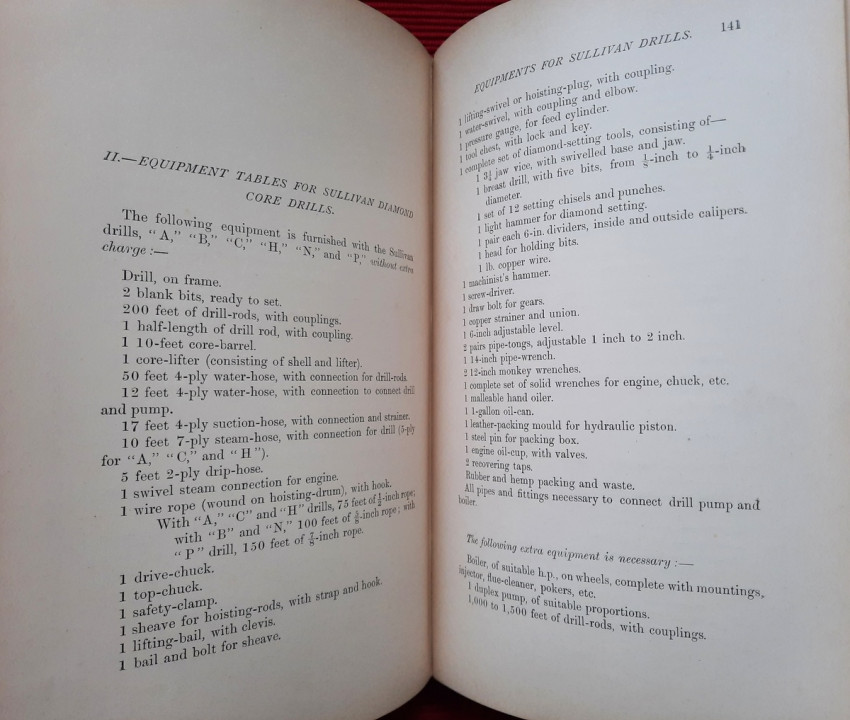 II.—EQUIPMENT TABLES FOR SULLIVAN DIAMOND
CORE DRILLS.
The following equipment is furnished with the Sullivan
drills, "A," "B," "C," "H," "N," and "P," without extra
charge :—
Drill, on frame.
2 blank bits, ready to set.
200 feet of drill-rods, with couplings.
1 half-length of drill rod, with coupling.
1 10-feet core-barrel.
1 core-lifter (consisting of shell and lifter).
50 feet 4-ply water-hose, with connection for drill-rods.
12 feet 4-ply water-hose, with connection to connect drill
and pump.
17 feet 4-ply suction-hose, with connection and strainer.
10 feet 7-ply steam-hose, with connection for drill (5-ply
for "A," "C," and "H").
5 feet 2-ply drip-hose.
1 swivel steam connection for engine.
1 wire rope (wound on hoisting-drum), with hook.
With "A," "C" and "H" drills, 75 feet of -inch rope;
with "B" and "N," 100 feet of -inch rope; with
"P" drill, 150 feet of ⅞-inch rope.
1 drive-chuck.
1 top-chuck.
1 safety-clamp.
1 sheave for hoisting-rods, with strap and hook.
1 lifting-bail, with clevis.
1 bail and bolt for sheave.
EQUIPMENTS FOR SULLIVAN DRILLS. 141
1 lifting-swivel or hoisting-plug, with coupling.
1 water-swivel, with coupling and elbow.
1 pressure gauge, for feed cylinder.
1 tool chest, with lock and key.
1 complete set of diamond-setting tools, consisting of—
1 3¼ jaw vice, with swivelled base and jaw.
1 breast drill, with five bits, from ⅛-inch to ¼-inch
diameter.
1 set of 12 setting chisels and punches.
1 light hammer for diamond setting.
1 pair each 6-in. dividers, inside and outside calipers.
1 head for holding bits.
1 lb. copper wire.
1 machinist's hammer.
1 screw-driver.
1 draw bolt for gears.
1 copper strainer and union.
1 6-inch adjustable level.
2 pairs pipe-tongs, adjustable 1 inch to 2 inch.
1 14-inch pipe-wrench.
2 12-inch monkey wrenches.
1 complete set of solid wrenches for engine, chuck, etc.
1 malleable hand oiler.
1 1-gallon oil-can.
1 leather-packing mould for hydraulic piston.
1 steel pin for packing box.
1 engine oil-cup, with valves.
2 recovering taps.
Rubber and hemp packing and waste.
All pipes and fittings necessary to connect drill pump and
boiler.
The following extra equipment is necessary :—
Boiler, of suitable h.p., on wheels, complete with mountings,
injector, flue-cleaner, pokers, etc.
1 duplex pump, of suitable proportions.
1,000 to 1,500 feet of drill-rods, with couplings.